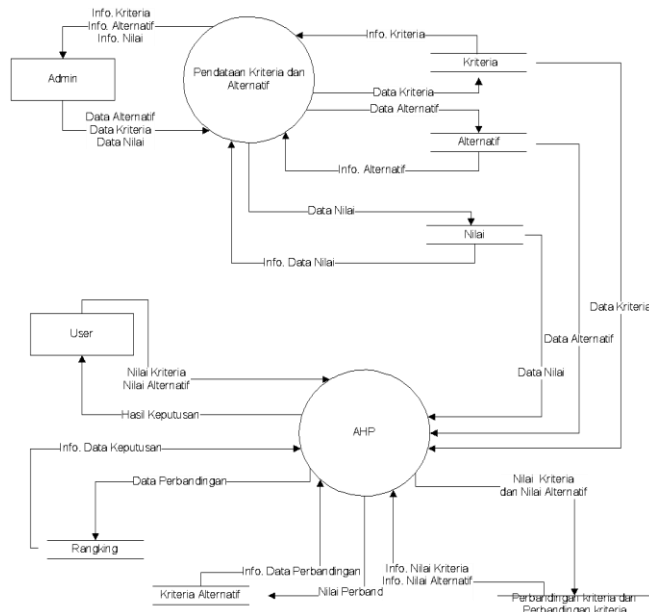 Info. Kriteria
Info. Alternatif
Info. Nilai
Admin
Data Alternatif
Data Kriteria
Data Nilai
Pendataan Kriteria dan
Alternatif
Info. Kriteria
Kriteria
Data Kriteria
Data Alternatif
Alternatif
Info. Alternatif
Data Nilai
Nilai
Info. Data Nilai
Data Kriteria
Data Alternatif
Data Nilai
User
Nilai Kriteria
Nilai Alternatif
Hasil Keputusan
AHP
Info. Data Keputusan
Data Perbandingan
Rangking
Nilai Kriteria
dan Nilai Alternatif
Info. Data Perbandingan
Kriteria Alternatif
Nilai Perband
Info. Nilai Kriteria
Info. Nilai Alternatif
Perbandingan kriteria dan
Perbandingan kriteria